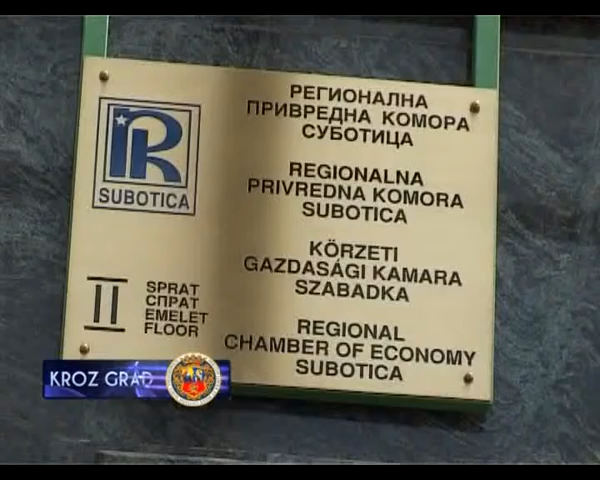 РЕГИОНАЛНА
ПРИВРЕДНА КОМОРА
СУБОТИЦА
REGIONALNA
PRIVREDNA KOMORA
SUBOTICA
KÖRZETI
GAZDASÁGI KAMARA
SZABADKA
REGIONAL
CHAMBER OF ECONOMY
SUBOTICA
PK
SUBOTICA
II
SPRAT
СПРАТ
EMELET
FLOOR
KROZ GRAD